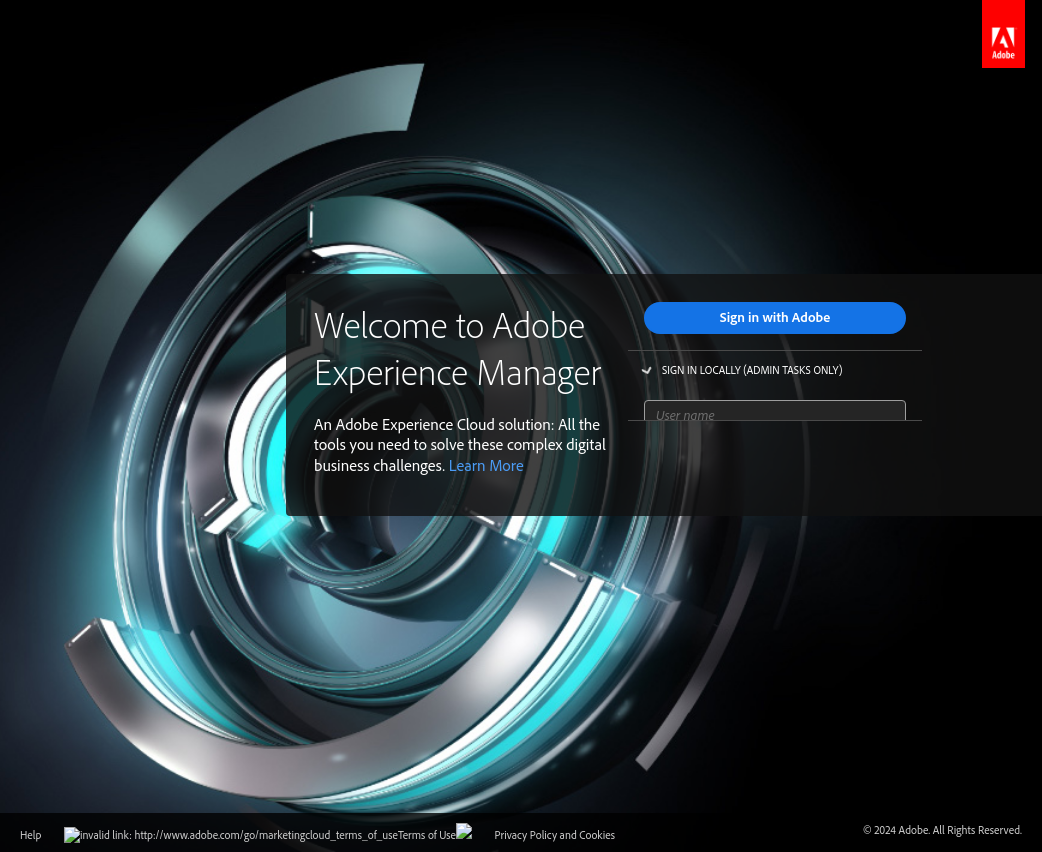 Adobe
Welcome to Adobe
Experience Manager
An Adobe Experience Cloud solution: All the
tools you need to solve these complex digital
business challenges. Learn More
Sign in with Adobe
SIGN IN LOCALLY (ADMIN TASKS ONLY)
User name
Help
invalid link: http://www.adobe.com/go/marketingcloud_terms_of_useTerms of Use
Privacy Policy and Cookies
© 2024 Adobe. All Rights Reserved.